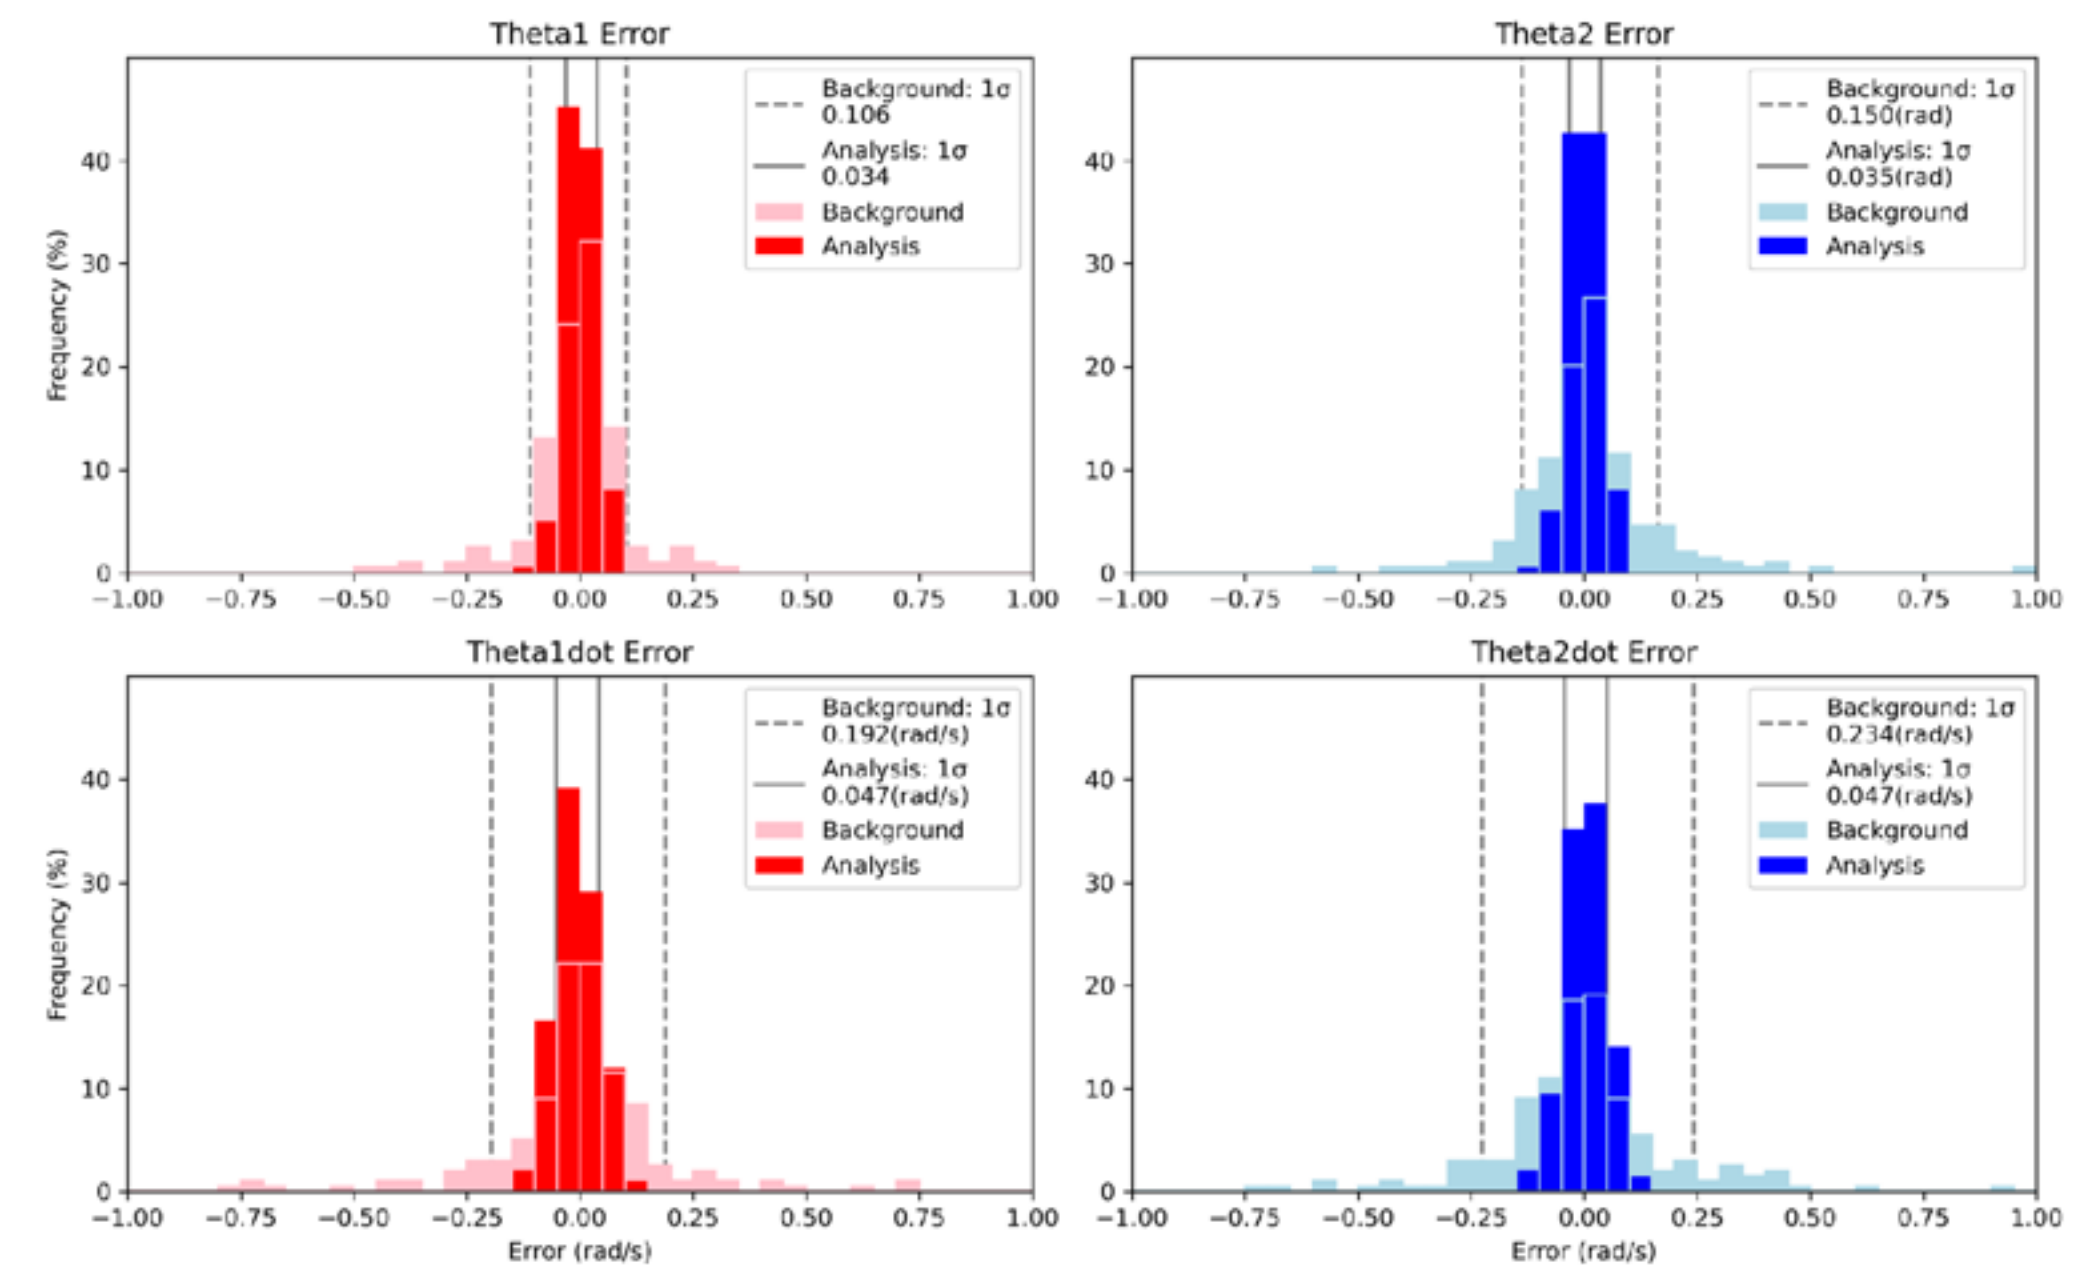 Theta1 Error
Frequency (%)
40
30
20
10
0
−1.00 −0.75 −0.50 −0.25 0.00 0.25 0.50 0.75 1.00
Background: 1σ
0.106
Analysis: 1σ
0.034
Background
Analysis
Theta2 Error
40
30
20
10
0
−1.00 −0.75 −0.50 −0.25 0.00 0.25 0.50 0.75 1.00
Background: 1σ
0.150(rad)
Analysis: 1σ
0.035(rad)
Background
Analysis
Theta1dot Error
Frequency (%)
40
30
20
10
0
−1.00 −0.75 −0.50 −0.25 0.00 0.25 0.50 0.75 1.00
Error (rad/s)
Background: 1σ
0.192(rad/s)
Analysis: 1σ
0.047(rad/s)
Background
Analysis
Theta2dot Error
40
30
20
10
0
−1.00 −0.75 −0.50 −0.25 0.00 0.25 0.50 0.75 1.00
Error (rad/s)
Background: 1σ
0.234(rad/s)
Analysis: 1σ
0.047(rad/s)
Background
Analysis